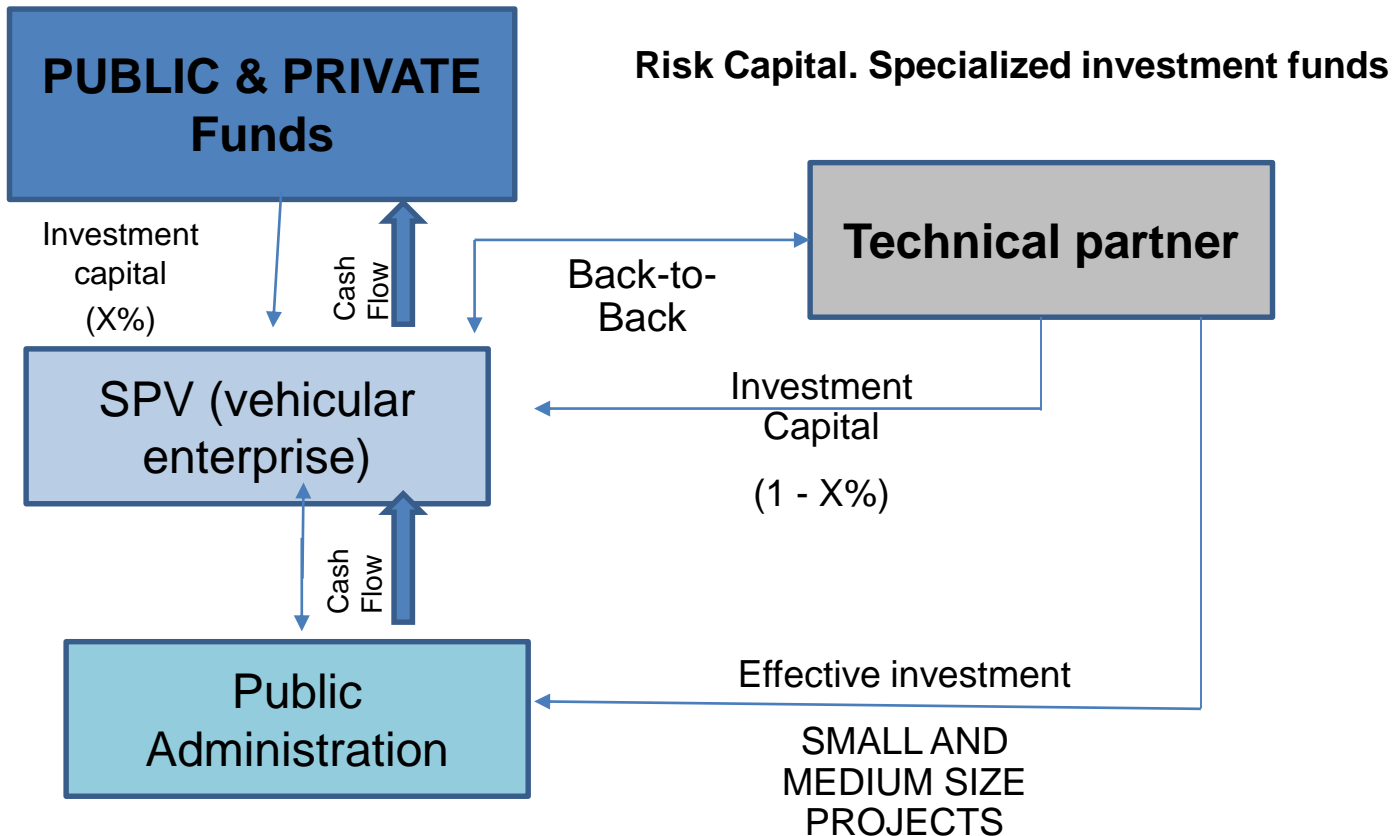 PUBLIC & PRIVATE
Funds
Risk Capital. Specialized investment funds
Investment
capital
(X%)
Cash
Flow
Back-to-
Back
Technical partner
SPV (vehicular
enterprise)
Investment
Capital
(1 - X%)
Cash
Flow
Public
Administration
Effective investment
SMALL AND
MEDIUM SIZE
PROJECTS